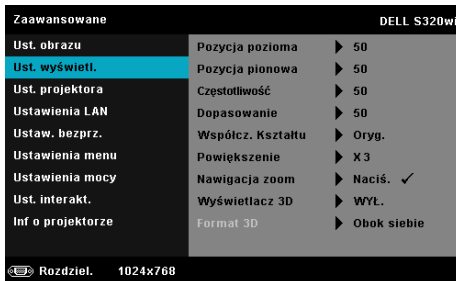 Zaawansowane DELL S320wi
Ust. obrazu
Ust. wyświetl.
Ust. projektora
Ustawienia LAN
Ustaw. bezprz.
Ustawienia menu
Ustawienia mocy
Ust. interakt.
Inf o projektorze
Pozycja pozioma 50
Pozycja pionowa 50
Częstotliwość 50
Dopasowanie 50
Współcz. Kształtu Oryg.
Powiększenie X3
Nawigacja zoom Naciś.
Wyświetlacz 3D WYŁ.
Format 3D Obok siebie
Rozdziel. 1024x768